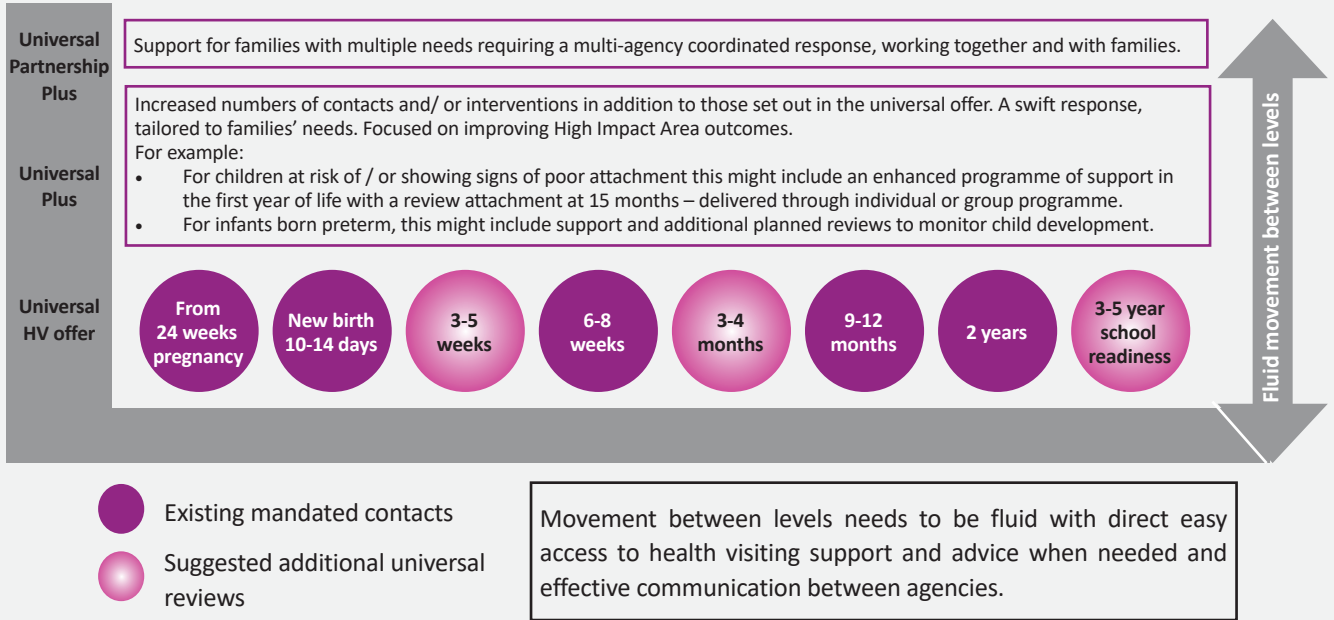 Universal
Partnership
Plus
Support for families with multiple needs requiring a multi-agency coordinated response, working together and with families.
Universal
Plus
Increased numbers of contacts and/ or interventions in addition to those set out in the universal offer. A swift response,
tailored to families’ needs. Focused on improving High Impact Area outcomes.
For example:
• For children at risk of / or showing signs of poor attachment this might include an enhanced programme of support in
the first year of life with a review attachment at 15 months – delivered through individual or group programme.
• For infants born preterm, this might include support and additional planned reviews to monitor child development.
Universal
HV offer
From
24 weeks
pregnancy
New birth
10-14 days
3-5
weeks
6-8
weeks
3-4
months
9-12
months
2 years
3-5 year
school
readiness
Fluid movement between levels
Existing mandated contacts
Suggested additional universal
reviews
Movement between levels needs to be fluid with direct easy
access to health visiting support and advice when needed and
effective communication between agencies.